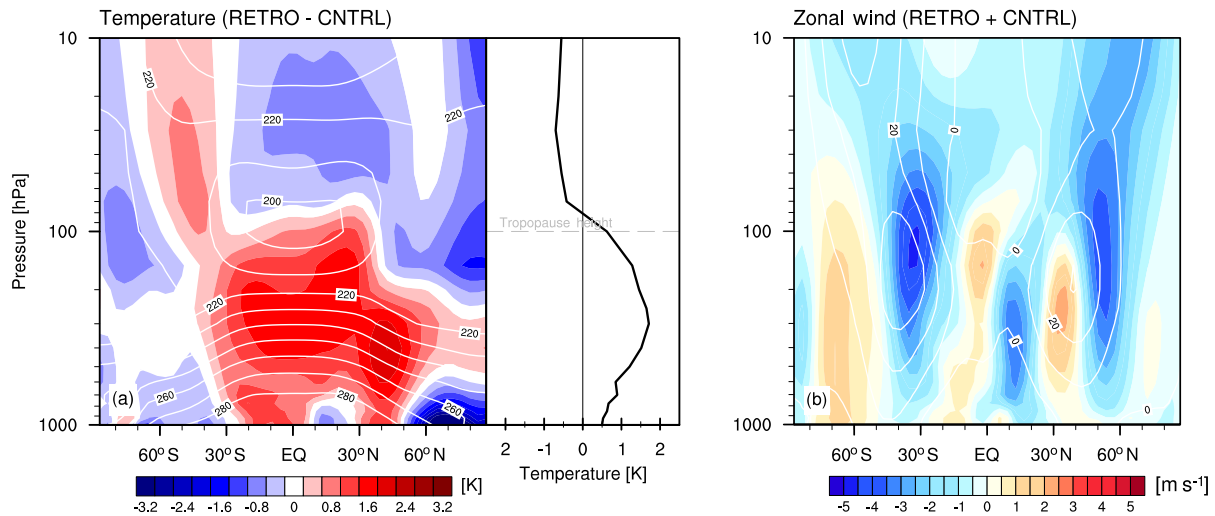 Temperature (RETRO - CNTRL)
Zonal wind (RETRO + CNTRL)
10
100
1000
Pressure [hPa]
220
220
220
200
220
220
220
260
280
280
260
(a)
60°S 30°S EQ 30°N 60°N
-3.2 -2.4 -1.6 -0.8 0 0.8 1.6 2.4 3.2
[K]
Tropopause height
2 -1 0 1 2
Temperature [K]
10
100
1000
20
0
0
20
0
0
(b)
60°S 30°S EQ 30°N 60°N
-5 -4 -3 -2 -1 0 1 2 3 4 5
[m s⁻¹]